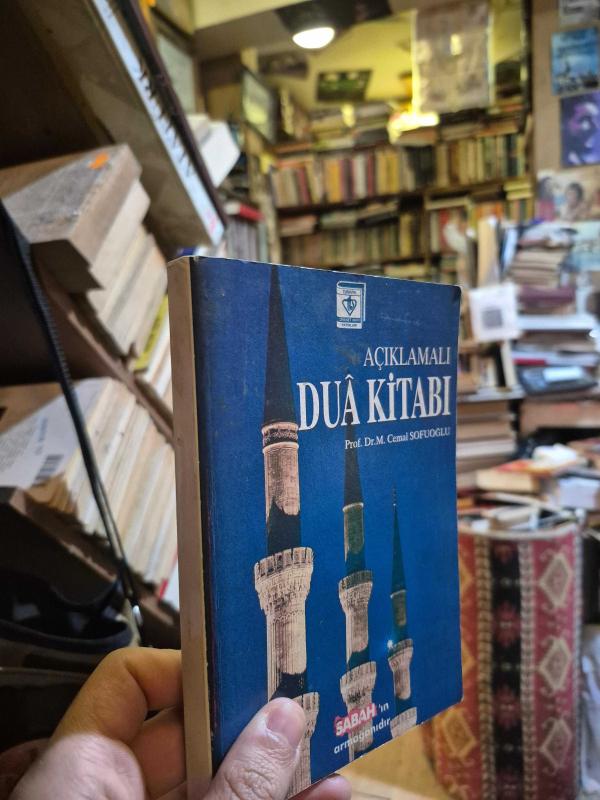 AÇIKLAMALI
DUÂ KİTABI
Prof. Dr. M. Cemal SOFUOĞLU
SABAH'ın
armağanıdır